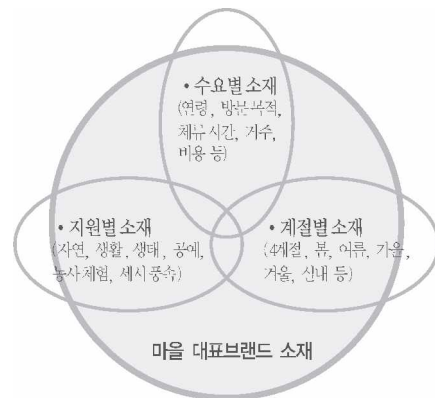 • 수요별 소재
(연령, 방문목적,
체류시간, 거주,
비용 등)
• 지원별 소재
(자연, 생활, 생태, 공예,
농사체험, 세시풍속)
• 계절별 소재
(4계절, 봄, 여름, 가을,
겨울, 실내 등)
마을 대표브랜드 소재